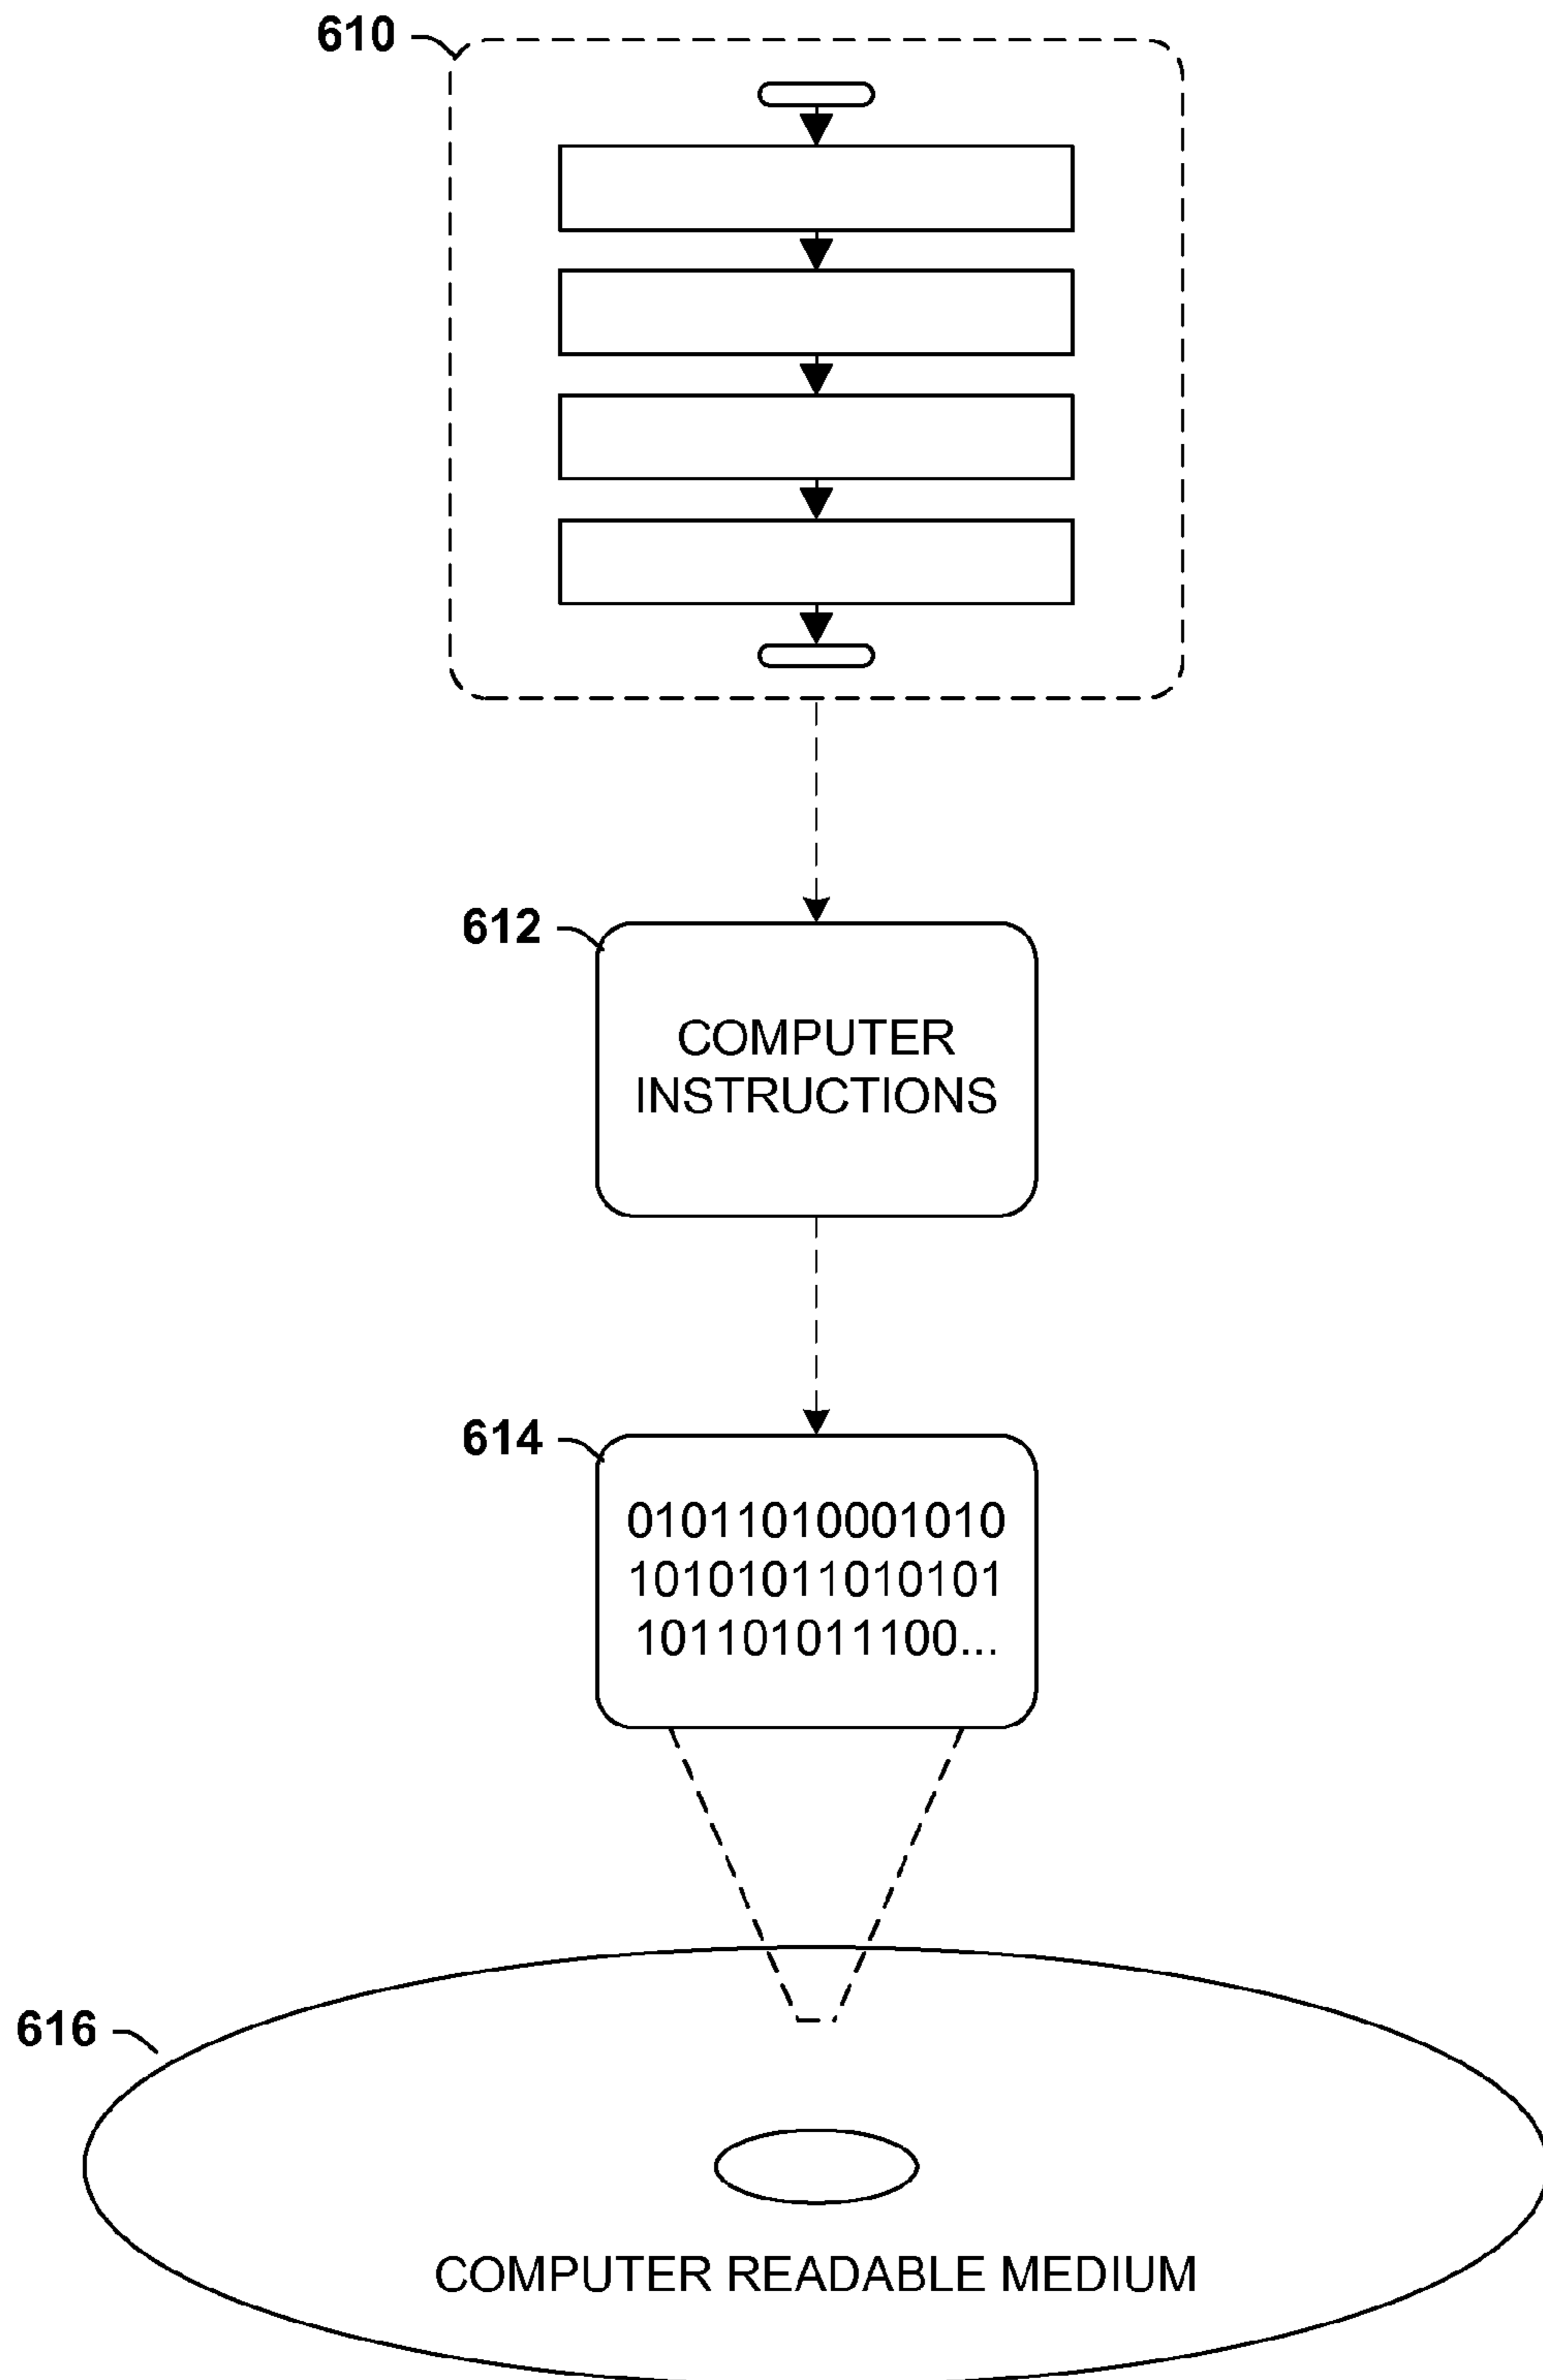 610
612
COMPUTER
INSTRUCTIONS
614
01011010001010
10101011010101
101101011100...
616
COMPUTER READABLE MEDIUM